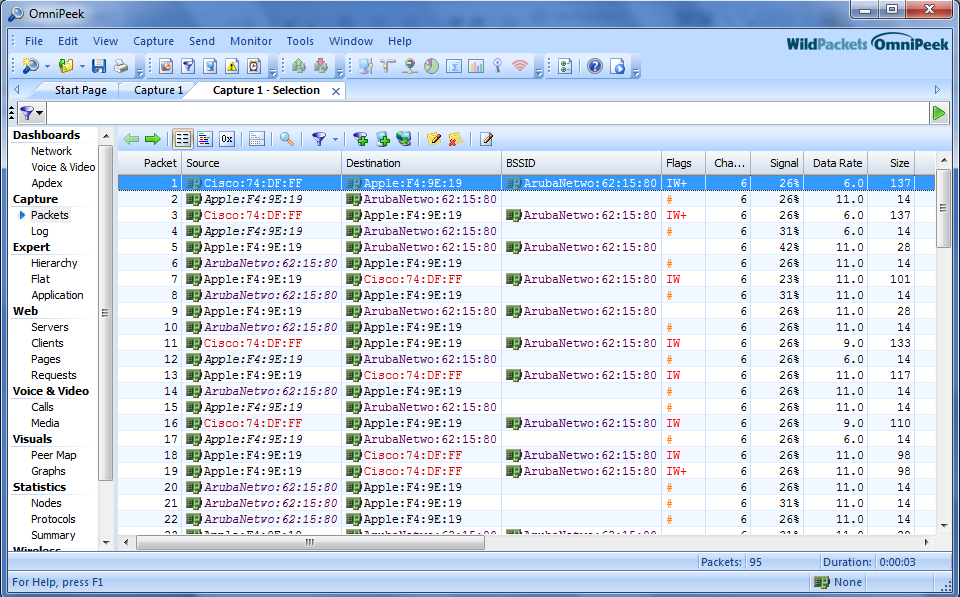 OmniPeek
File Edit View Capture Send Monitor Tools Window Help
WildPackets OmniPeek
Start Page Capture 1 Capture 1 - Selection
Dashboards
Network
Voice & Video
Apdex
Capture
Packets
Log
Expert
Hierarchy
Flat
Application
Web
Servers
Clients
Pages
Requests
Voice & Video
Calls
Media
Visuals
Peer Map
Graphs
Statistics
Nodes
Protocols
Summary
Wireless
0x
Packet Source Destination BSSID Flags Cha... Signal Data Rate Size
1 Cisco:74:DF:FF Apple:F4:9E:19 ArubaNetwo:62:15:80 IW+ 6 26% 6.0 137
2 Apple:F4:9E:19 ArubaNetwo:62:15:80 # 6 26% 11.0 14
3 Cisco:74:DF:FF Apple:F4:9E:19 ArubaNetwo:62:15:80 IW+ 6 26% 6.0 137
4 Apple:F4:9E:19 ArubaNetwo:62:15:80 # 6 31% 6.0 14
5 Apple:F4:9E:19 ArubaNetwo:62:15:80 ArubaNetwo:62:15:80 6 42% 11.0 28
6 ArubaNetwo:62:15:80 Apple:F4:9E:19 # 6 26% 11.0 14
7 Apple:F4:9E:19 Cisco:74:DF:FF ArubaNetwo:62:15:80 IW 6 23% 11.0 101
8 ArubaNetwo:62:15:80 Apple:F4:9E:19 # 6 31% 11.0 14
9 Apple:F4:9E:19 ArubaNetwo:62:15:80 ArubaNetwo:62:15:80 6 26% 11.0 28
10 ArubaNetwo:62:15:80 Apple:F4:9E:19 # 6 26% 11.0 14
11 Cisco:74:DF:FF Apple:F4:9E:19 ArubaNetwo:62:15:80 IW 6 26% 9.0 133
12 Apple:F4:9E:19 ArubaNetwo:62:15:80 # 6 26% 6.0 14
13 Apple:F4:9E:19 Cisco:74:DF:FF ArubaNetwo:62:15:80 IW 6 26% 11.0 117
14 ArubaNetwo:62:15:80 Apple:F4:9E:19 # 6 26% 11.0 14
15 Apple:F4:9E:19 ArubaNetwo:62:15:80 # 6 26% 11.0 14
16 Cisco:74:DF:FF Apple:F4:9E:19 ArubaNetwo:62:15:80 IW 6 26% 9.0 110
17 Apple:F4:9E:19 ArubaNetwo:62:15:80 # 6 26% 6.0 14
18 Apple:F4:9E:19 Cisco:74:DF:FF ArubaNetwo:62:15:80 IW 6 26% 11.0 98
19 Apple:F4:9E:19 Cisco:74:DF:FF ArubaNetwo:62:15:80 IW+ 6 26% 11.0 98
20 ArubaNetwo:62:15:80 Apple:F4:9E:19 # 6 26% 11.0 14
21 ArubaNetwo:62:15:80 Apple:F4:9E:19 # 6 31% 11.0 14
22 ArubaNetwo:62:15:80 Apple:F4:9E:19 # 6 26% 11.0 14
Packets: 95 Duration: 0:00:03
For Help, press F1 None